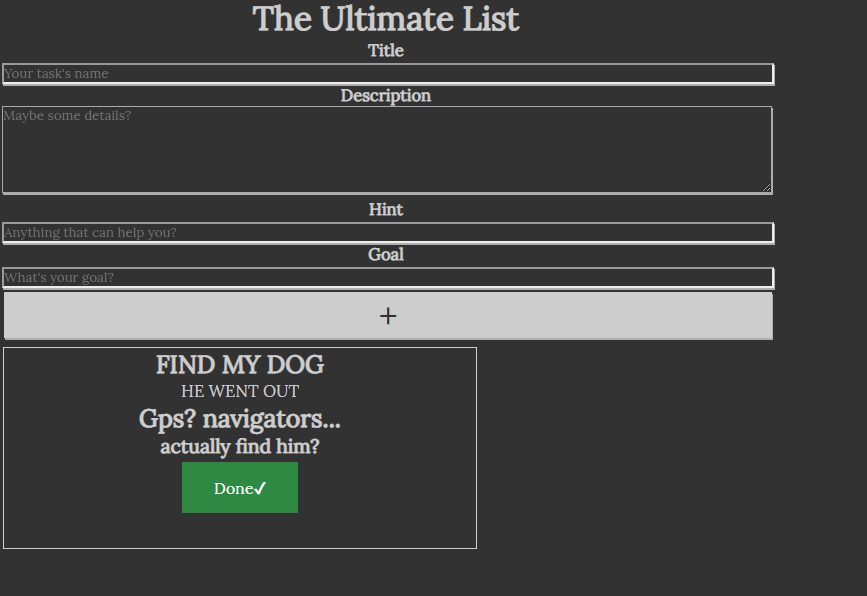 The Ultimate List
Title
Your task's name
Description
Maybe some details?
Hint
Anything that can help you?
Goal
What's your goal?
+
FIND MY DOG
HE WENT OUT
Gps? navigators...
actually find him?
Done✓